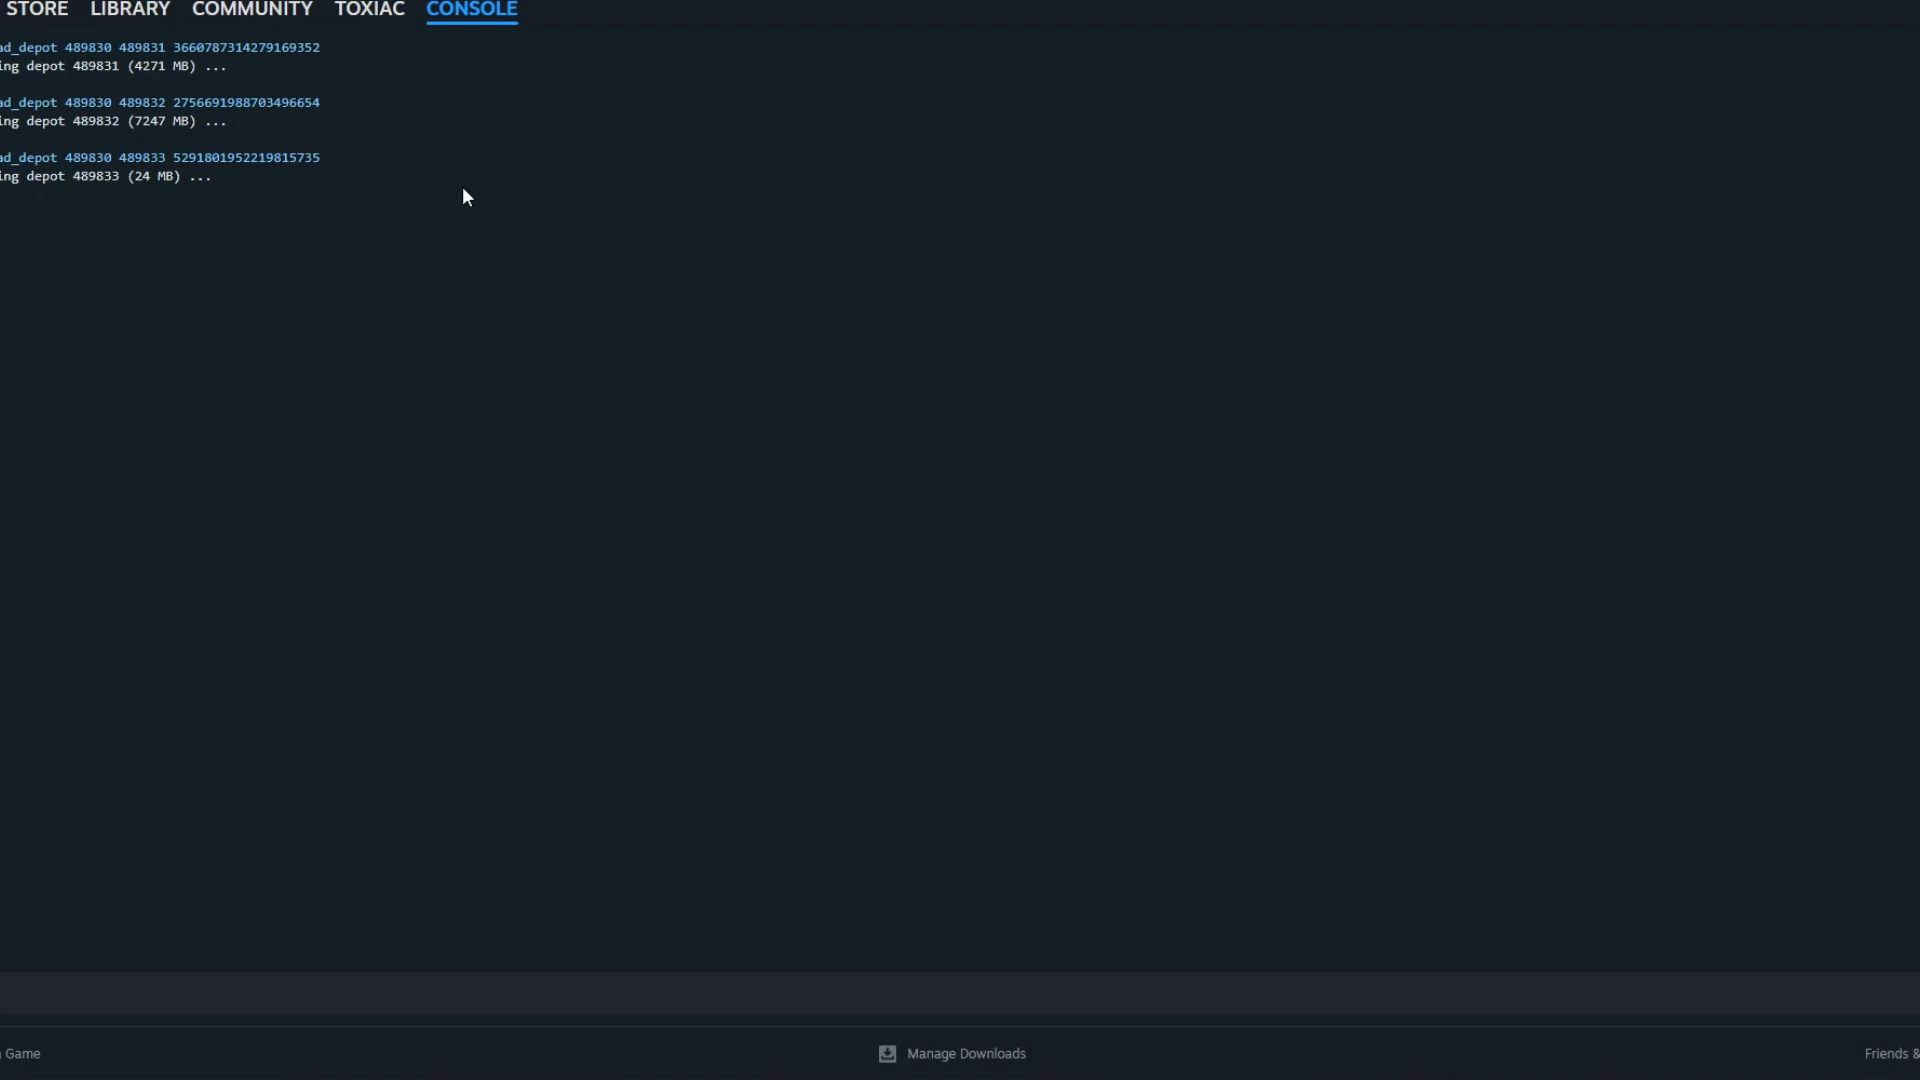 STORE LIBRARY COMMUNITY TOXIAC CONSOLE
ad_depot 489830 489831 3660787314279169352
ing depot 489831 (4271 MB) ...
ad_depot 489830 489832 2756691988703496654
ing depot 489832 (7247 MB) ...
ad_depot 489830 489833 5291801952219815735
ing depot 489833 (24 MB) ...
Game Manage Downloads Friends &